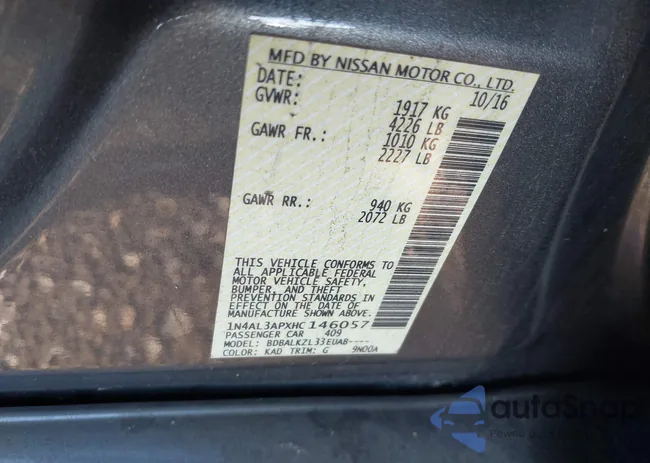 MFD BY NISSAN MOTOR CO., LTD.
DATE: 10/16
GVWR: 1917 KG
4226 LB
GAWR FR.: 1010 KG
2227 LB
GAWR RR.: 940 KG
2072 LB
THIS VEHICLE CONFORMS TO
ALL APPLICABLE FEDERAL
MOTOR VEHICLE SAFETY,
BUMPER, AND THEFT
PREVENTION STANDARDS IN
EFFECT ON THE DATE OF
MANUFACTURE SHOWN ABOVE.
1N4AL3APXHC146057
PASSENGER CAR 409
MODEL: BDBALKZL33EUAB----
COLOR: KAD TRIM: G 9N00A
autoSnap